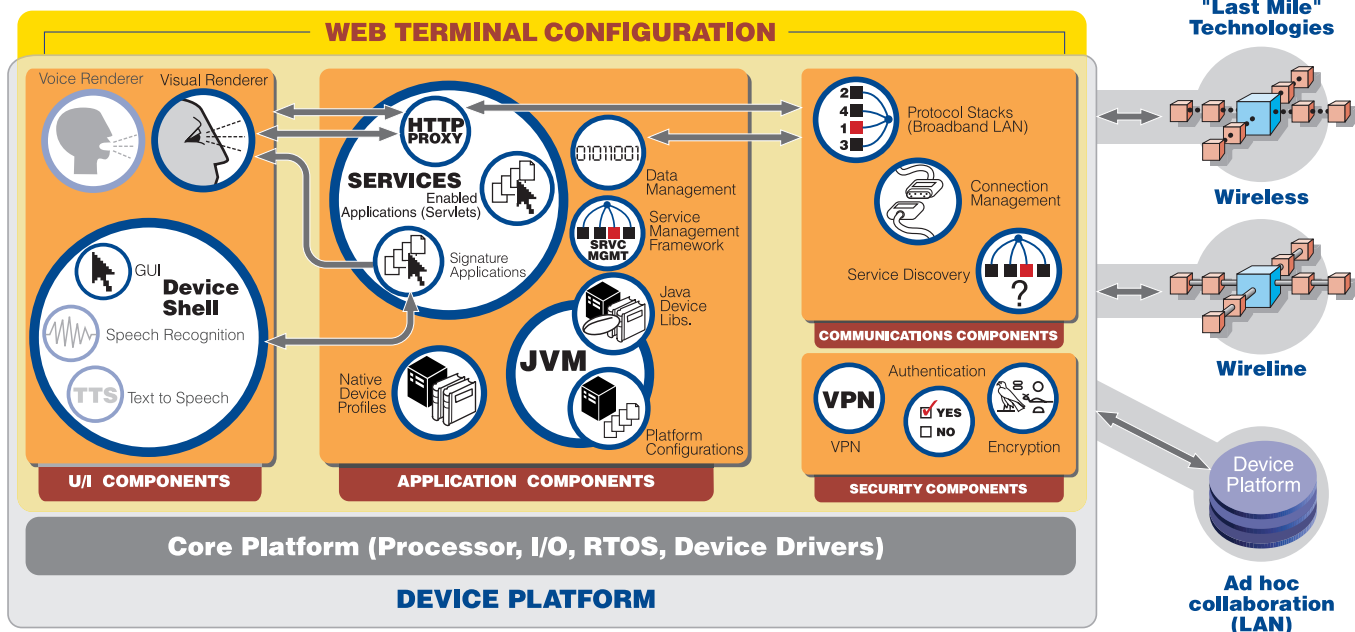 "Last Mile"
Technologies
WEB TERMINAL CONFIGURATION
Voice Renderer
Visual Renderer
GUI
Device
Shell
Speech Recognition
TTS
Text to Speech
U/I COMPONENTS
HTTP
PROXY
SERVICES
Enabled
Applications (Servlets)
Signature
Applications
01011001
Data
Management
SRVC
MGMT
Service
Management
Framework
Java
Device
Libs.
JVM
Native
Device
Profiles
Platform
Configurations
APPLICATION COMPONENTS
2
4
1
3
Protocol Stacks
(Broadband LAN)
Connection
Management
Service Discovery
?
COMMUNICATIONS COMPONENTS
Authentication
VPN
VPN
YES
NO
Encryption
SECURITY COMPONENTS
Wireless
Wireline
Device
Platform
Ad hoc
collaboration
(LAN)
Core Platform (Processor, I/O, RTOS, Device Drivers)
DEVICE PLATFORM